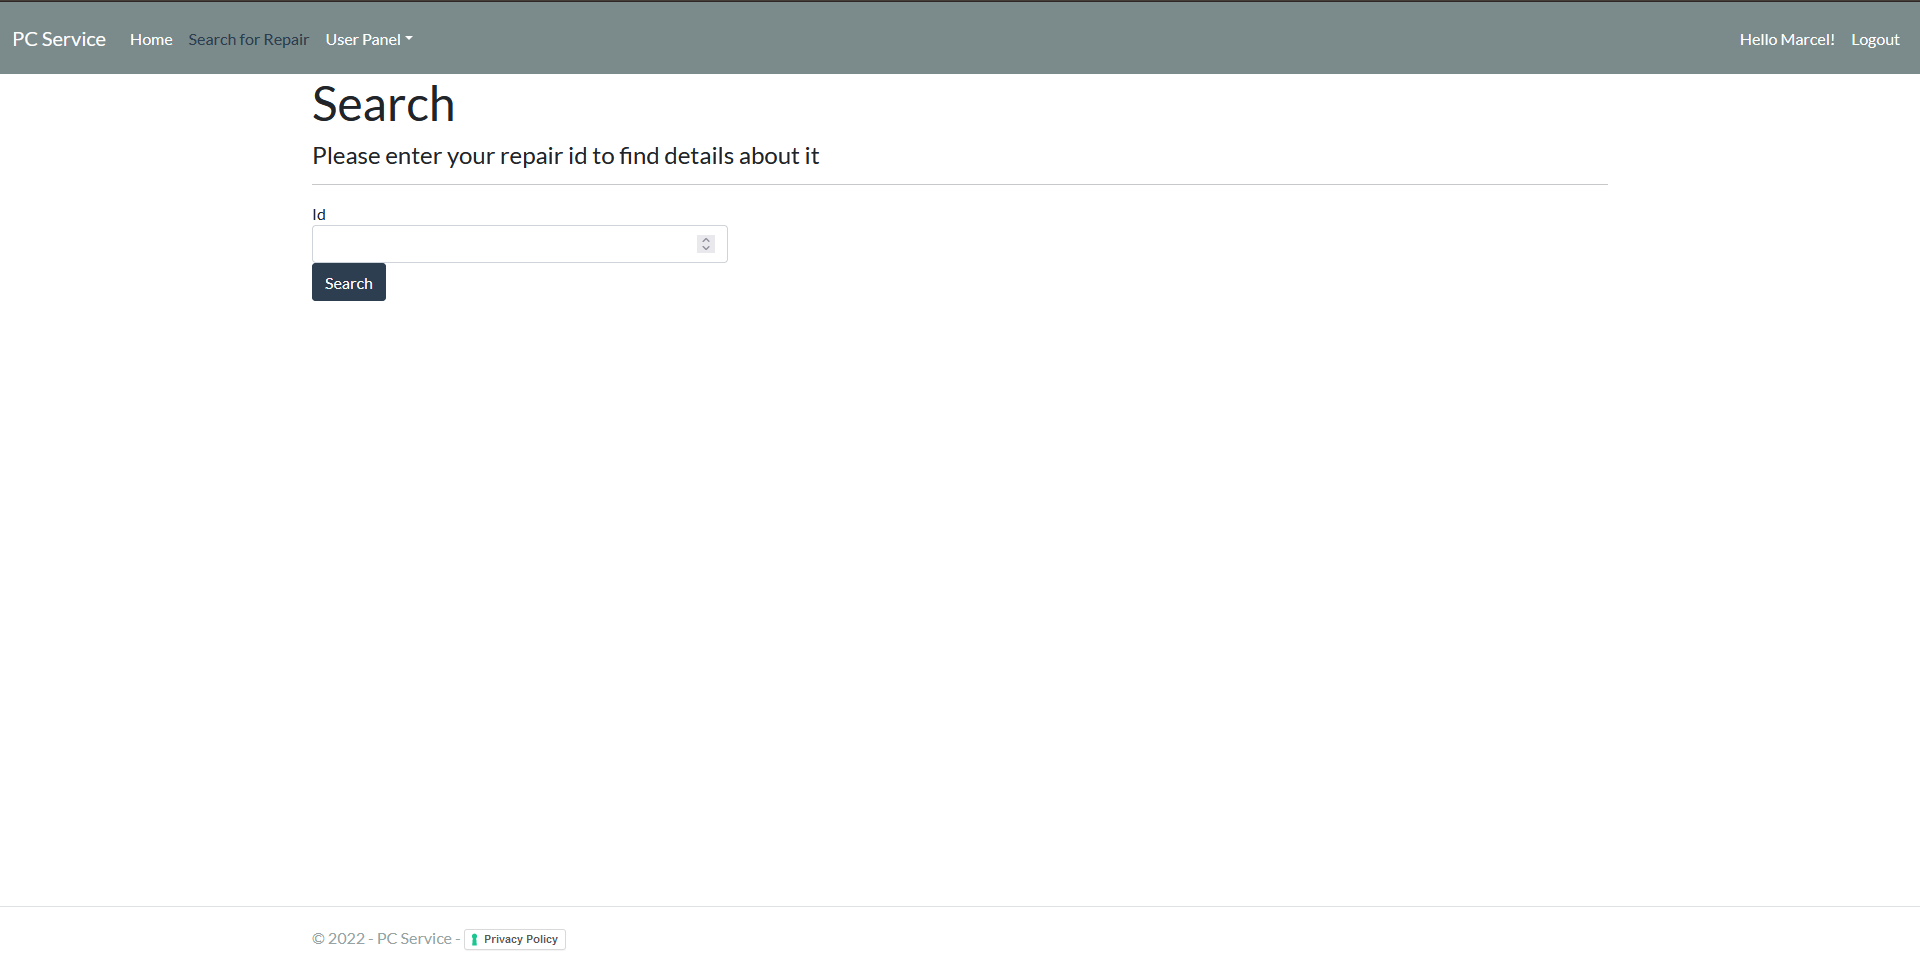 PC Service Home Search for Repair User Panel Hello Marcel! Logout
Search
Please enter your repair id to find details about it
Id
Search
© 2022 - PC Service - Privacy Policy